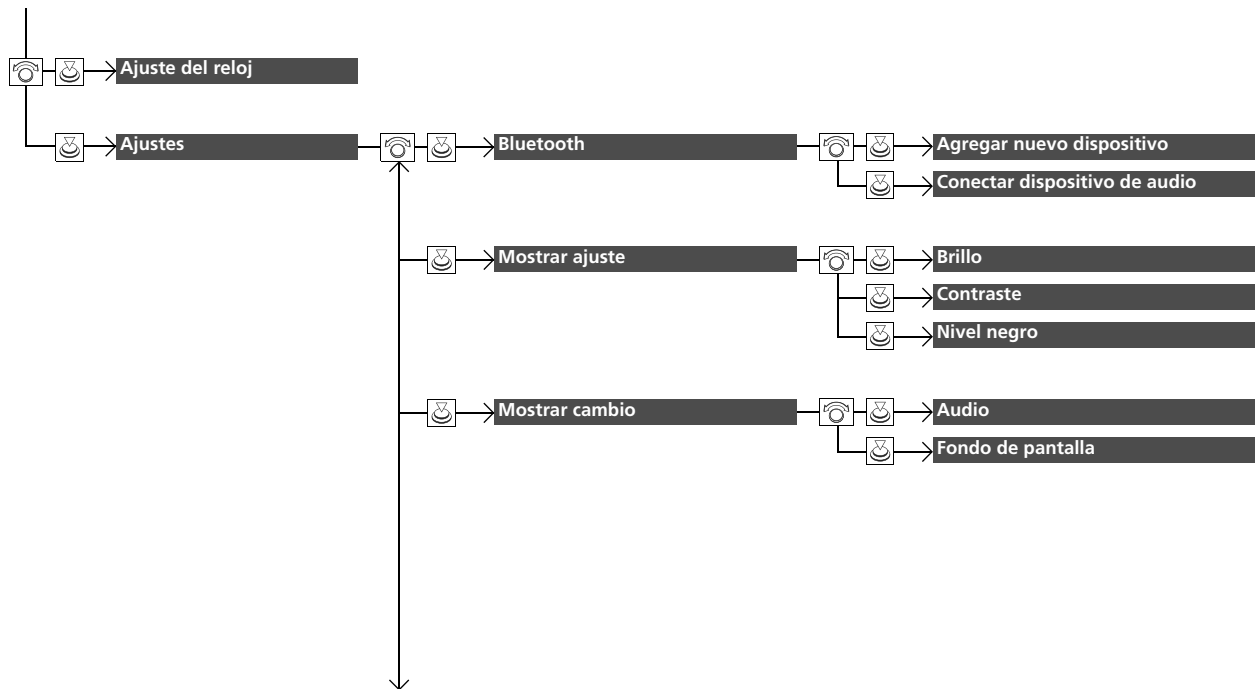 Ajuste del reloj
Ajustes
Bluetooth
Agregar nuevo dispositivo
Conectar dispositivo de audio
Mostrar ajuste
Brillo
Contraste
Nivel negro
Mostrar cambio
Audio
Fondo de pantalla